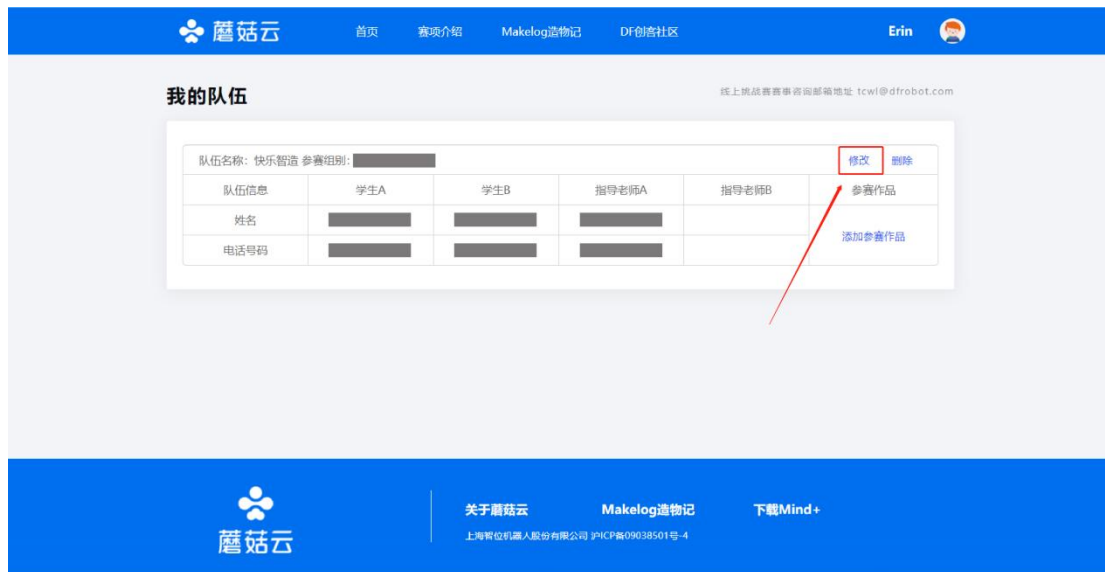 蘑菇云 首页 赛项介绍 Makelog造物记 DF创客社区 Erin
我的队伍 线上挑战赛赛事咨询邮箱地址 tcwl@dfrobot.com
队伍名称：快乐智造 参赛组别： 修改 删除
队伍信息 学生A 学生B 指导老师A 指导老师B 参赛作品
姓名
添加参赛作品
电话号码
关于蘑菇云 Makelog造物记 下载Mind+
上海智位机器人股份有限公司 沪ICP备09038501号-4
蘑菇云